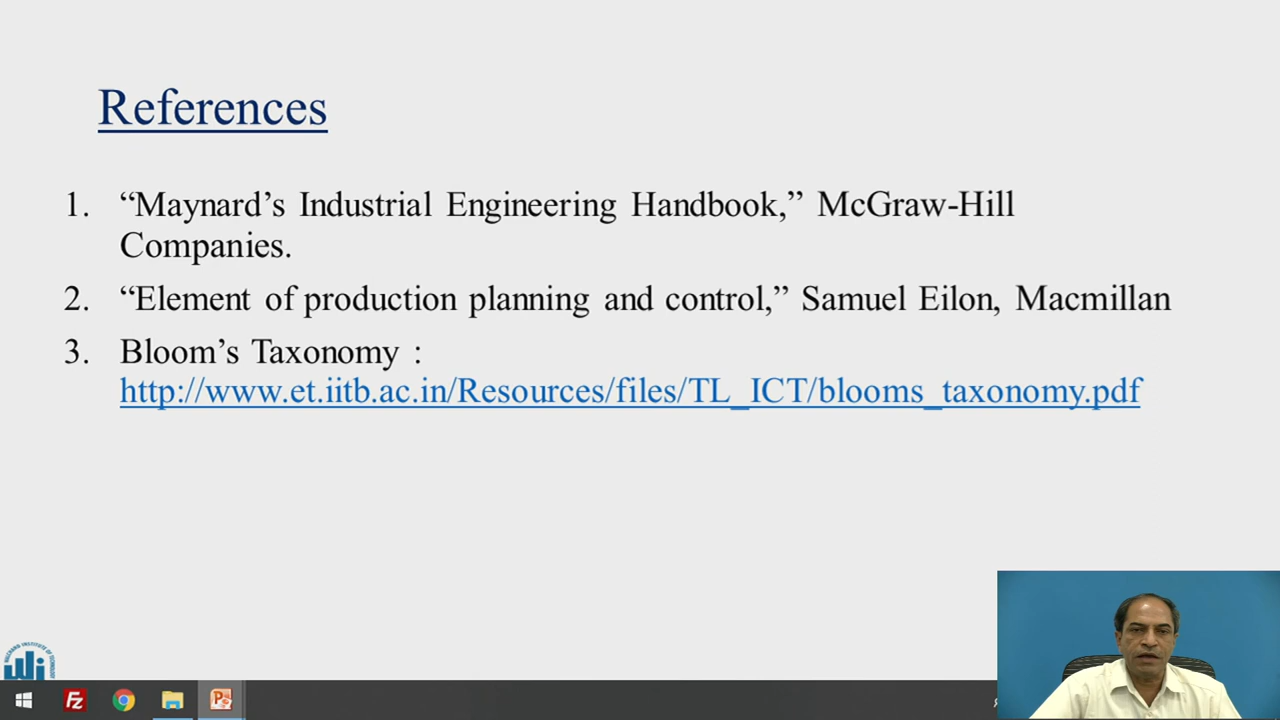 References
1. “Maynard’s Industrial Engineering Handbook,” McGraw-Hill
Companies.
2. “Element of production planning and control,” Samuel Eilon, Macmillan
3. Bloom’s Taxonomy :
http://www.et.iitb.ac.in/Resources/files/TL_ICT/blooms_taxonomy.pdf